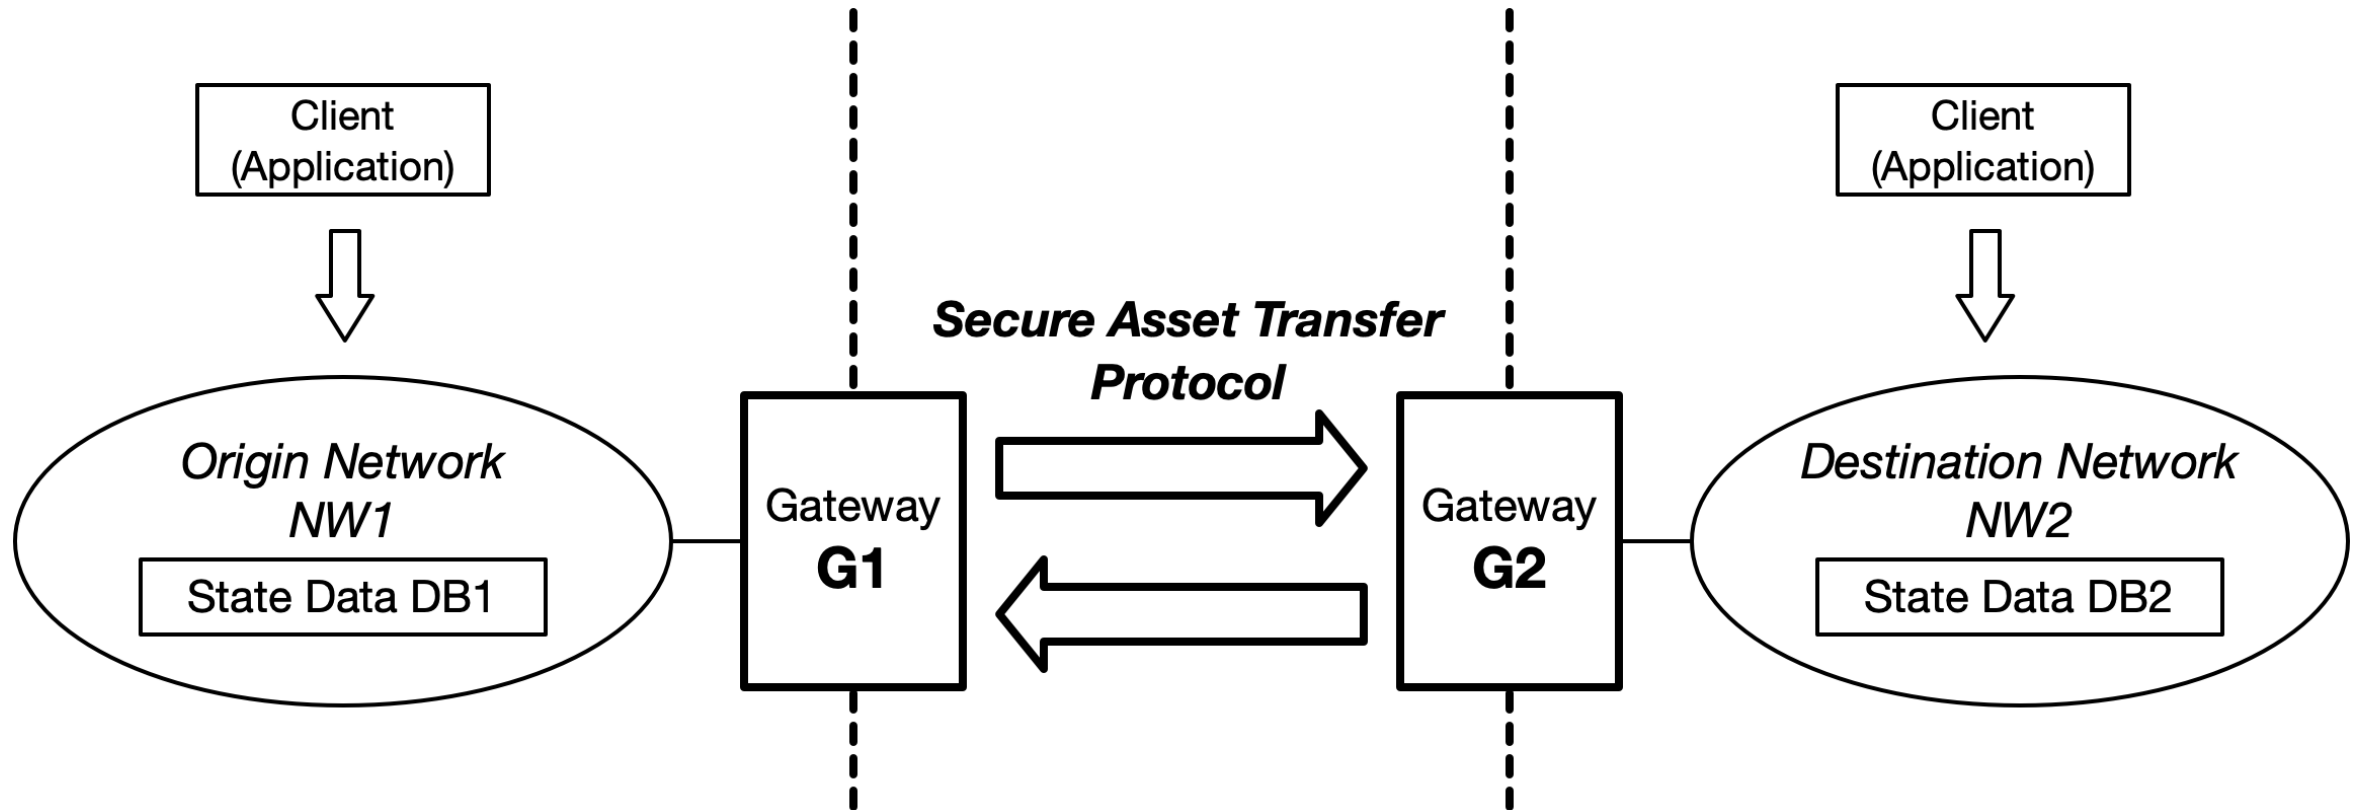 Client
(Application)
Origin Network
NW1
State Data DB1
Gateway
G1
Secure Asset Transfer
Protocol
Gateway
G2
Client
(Application)
Destination Network
NW2
State Data DB2